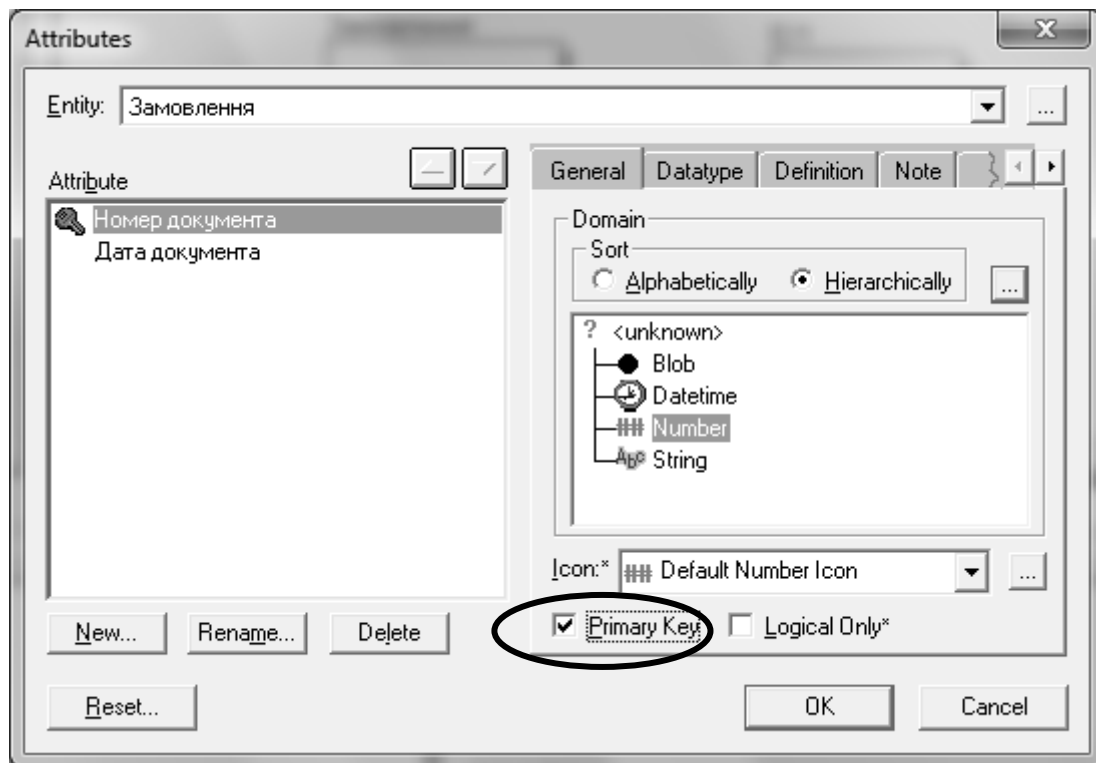 Attributes
Entity: Замовлення
...
Attribute
Номер документа
Дата документа
New...
Rename...
Delete
General Datatype Definition Note
Domain
Sort
Alphabetically Hierarchically
...
? <unknown>
Blob
Datetime
Number
String
Icon:* Default Number Icon
...
Primary Key Logical Only*
Reset...
OK
Cancel